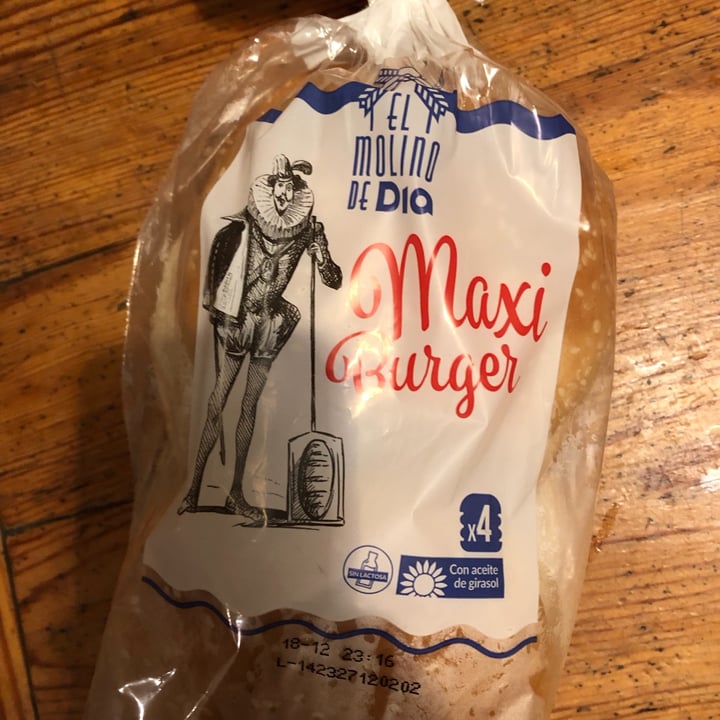 EL
MOLINO
DE DIA
Maxi
Burger
x4
SIN LACTOSA
Con aceite
de girasol
18-12 23:16
L-142327120202